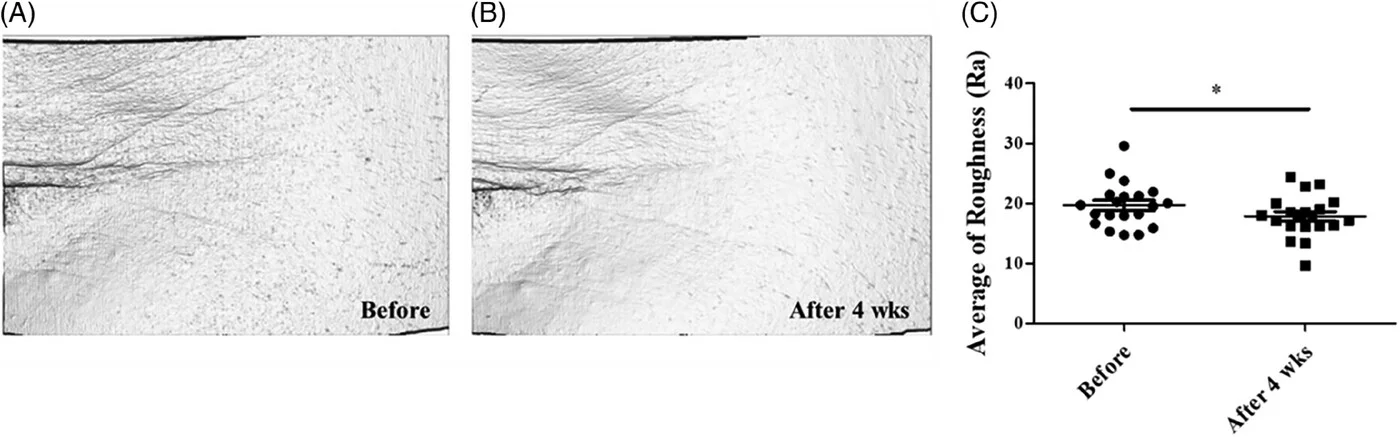 (A)
Before
(B)
After 4 wks
(C)
Average of Roughness (Ra)
40
30
20
10
0
*
Before
After 4 wks